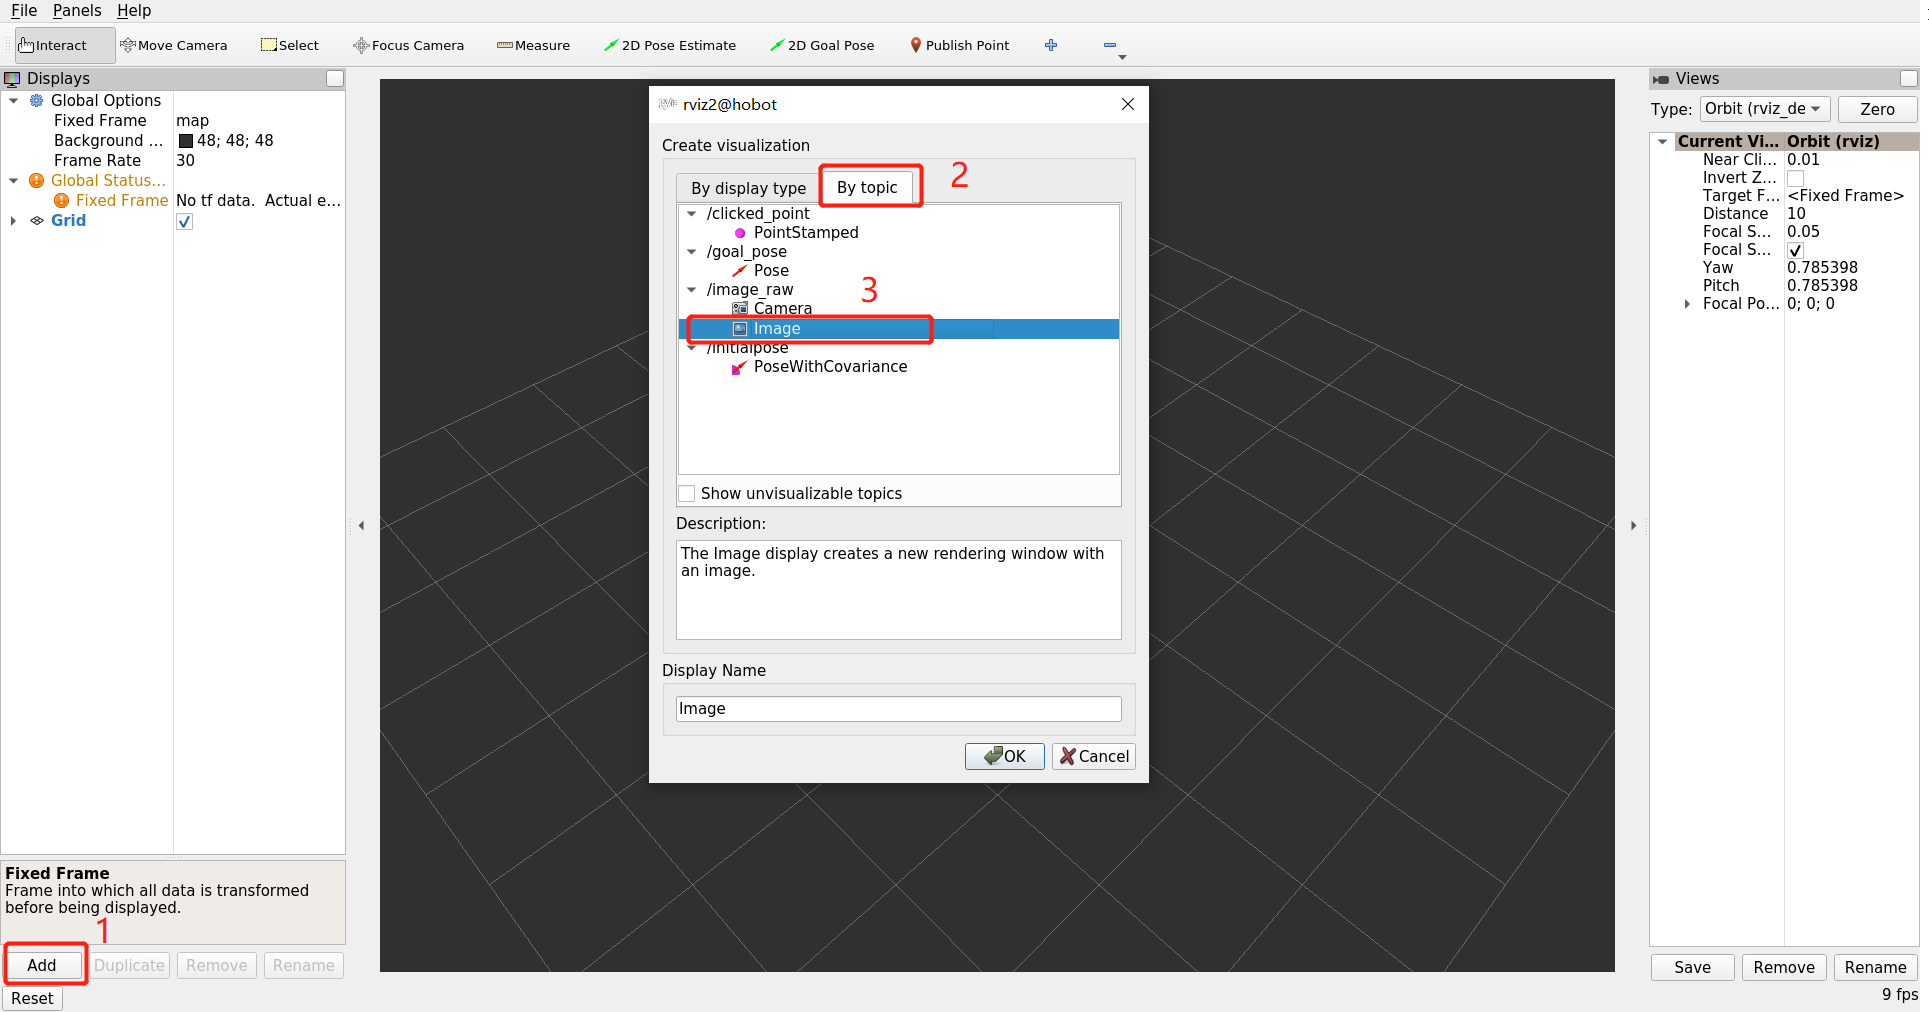 File Panels Help
Interact Move Camera Select Focus Camera Measure 2D Pose Estimate 2D Goal Pose Publish Point
Displays
Global Options
Fixed Frame map
Background ... 48; 48; 48
Frame Rate 30
Global Status...
Fixed Frame No tf data. Actual e...
Grid
Fixed Frame
Frame into which all data is transformed
before being displayed.
1
Add Duplicate Remove Rename
Reset
rviz2@hobot
Create visualization
By display type By topic 2
/clicked_point
PointStamped
/goal_pose
Pose
/image_raw 3
Camera
Image
/initialpose
PoseWithCovariance
Show unvisualizable topics
Description:
The Image display creates a new rendering window with
an image.
Display Name
Image
OK Cancel
Views
Type: Orbit (rviz_de Zero
Current Vi... Orbit (rviz)
Near Cli... 0.01
Invert Z...
Target F... <Fixed Frame>
Distance 10
Focal S... 0.05
Focal S...
Yaw 0.785398
Pitch 0.785398
Focal Po... 0; 0; 0
Save Remove Rename
9 fps